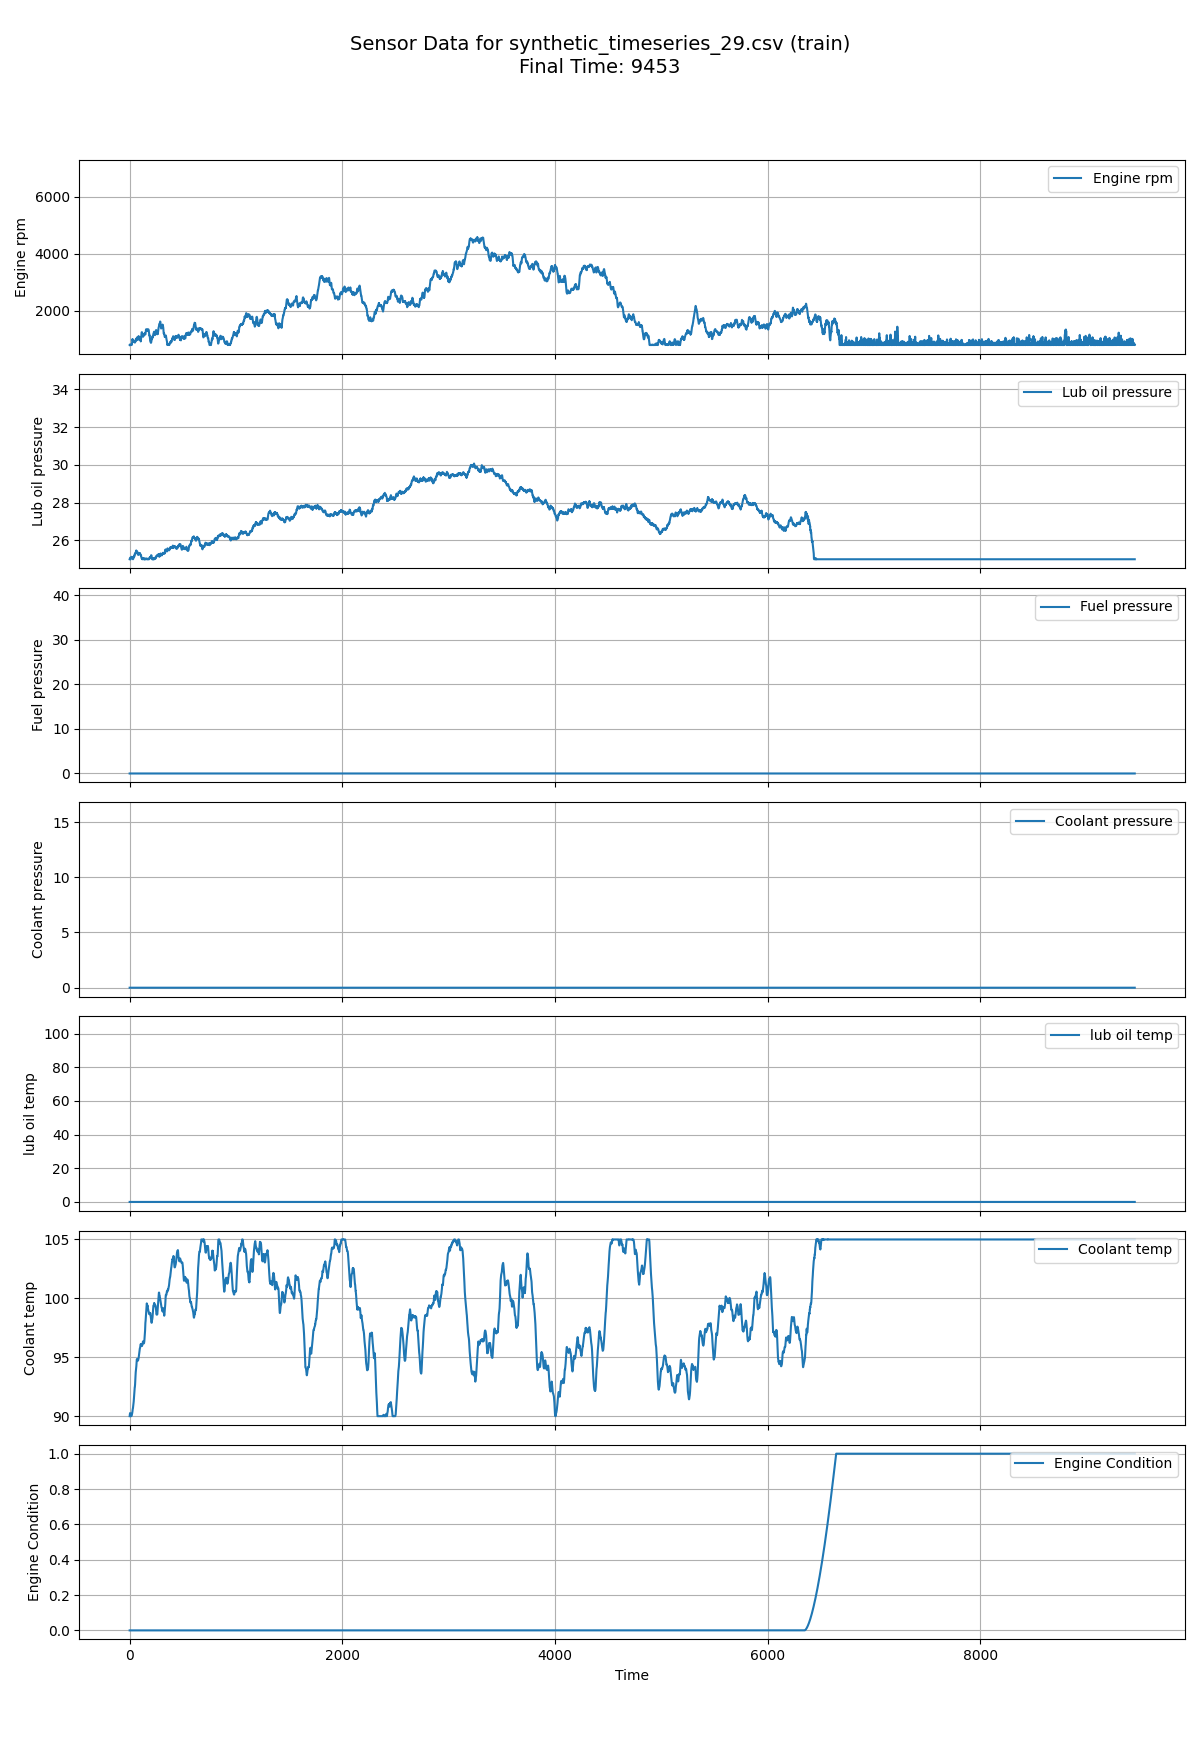 Sensor Data for synthetic_timeseries_29.csv (train)
Final Time: 9453
Engine rpm
6000
4000
2000
Engine rpm
Lub oil pressure
34
32
30
28
26
Lub oil pressure
Fuel pressure
40
30
20
10
0
Fuel pressure
Coolant pressure
15
10
5
0
Coolant pressure
lub oil temp
100
80
60
40
20
0
lub oil temp
Coolant temp
105
100
95
90
Coolant temp
Engine Condition
1.0
0.8
0.6
0.4
0.2
0.0
Engine Condition
0 2000 4000 6000 8000
Time